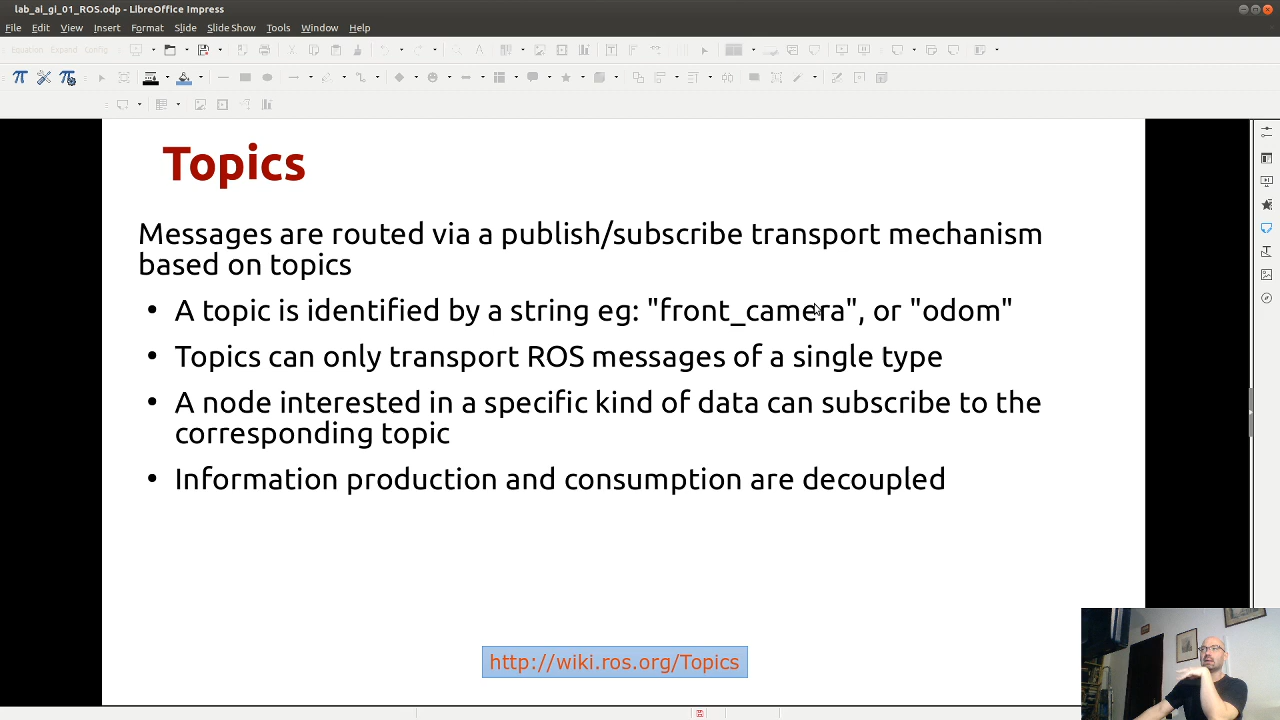 lab_ai_gi_01_ROS.odp - LibreOffice Impress
File Edit View Insert Format Slide Slide Show Tools Window Help
Equation Expand Config
Topics
Messages are routed via a publish/subscribe transport mechanism
based on topics
• A topic is identified by a string eg: "front_camera", or "odom"
• Topics can only transport ROS messages of a single type
• A node interested in a specific kind of data can subscribe to the
corresponding topic
• Information production and consumption are decoupled
http://wiki.ros.org/Topics